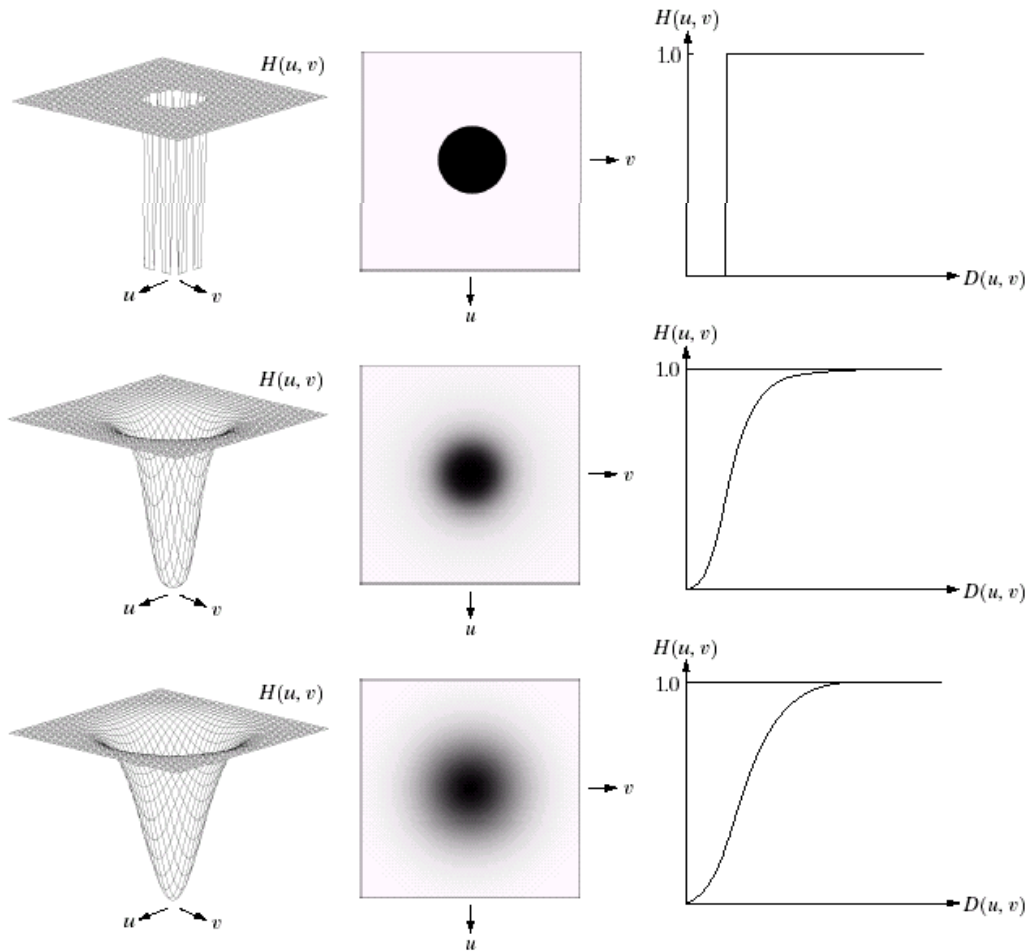 H(u, v)
u
v
v
u
H(u, v)
1.0
D(u, v)
H(u, v)
u
v
v
u
H(u, v)
1.0
D(u, v)
H(u, v)
u
v
v
u
H(u, v)
1.0
D(u, v)